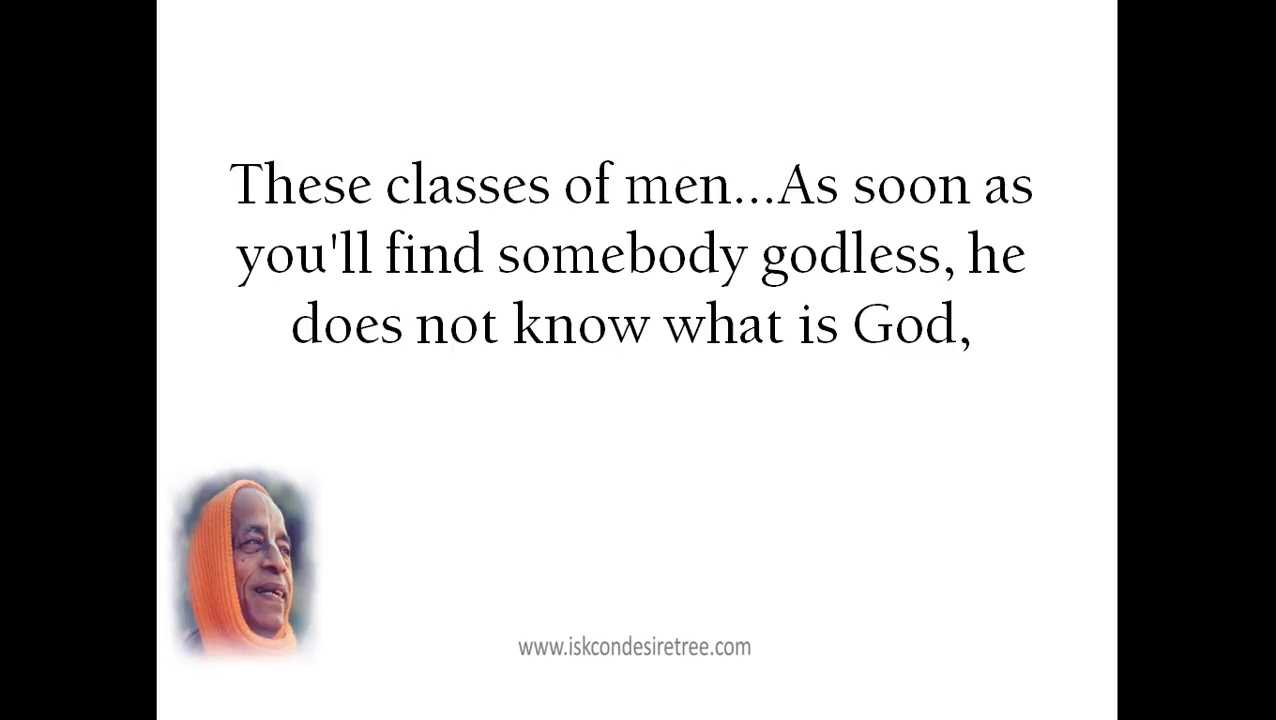 These classes of men...As soon as
you'll find somebody godless, he
does not know what is God,
www.iskcondesiretree.com